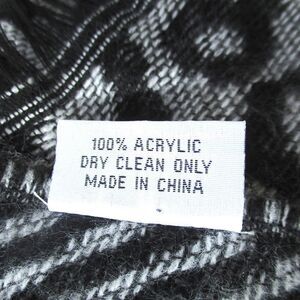 100% ACRYLIC
DRY CLEAN ONLY
MADE IN CHINA